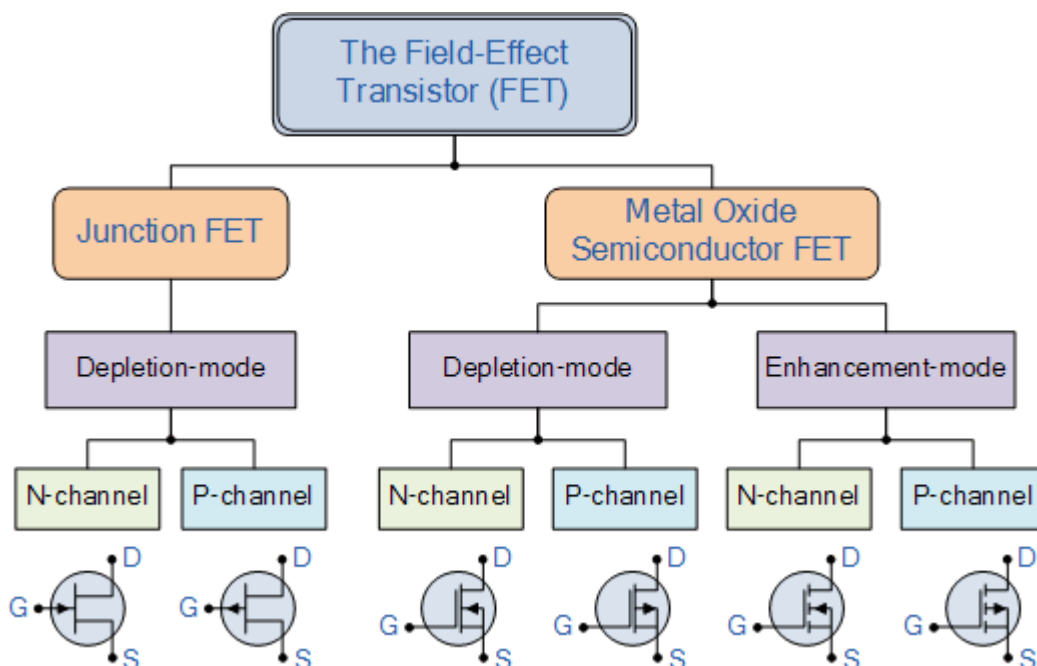 The Field-Effect
Transistor (FET)
Junction FET
Metal Oxide
Semiconductor FET
Depletion-mode
Depletion-mode
Enhancement-mode
N-channel
P-channel
N-channel
P-channel
N-channel
P-channel
D
D
D
D
D
D
G
G
G
G
G
G
S
S
S
S
S
S